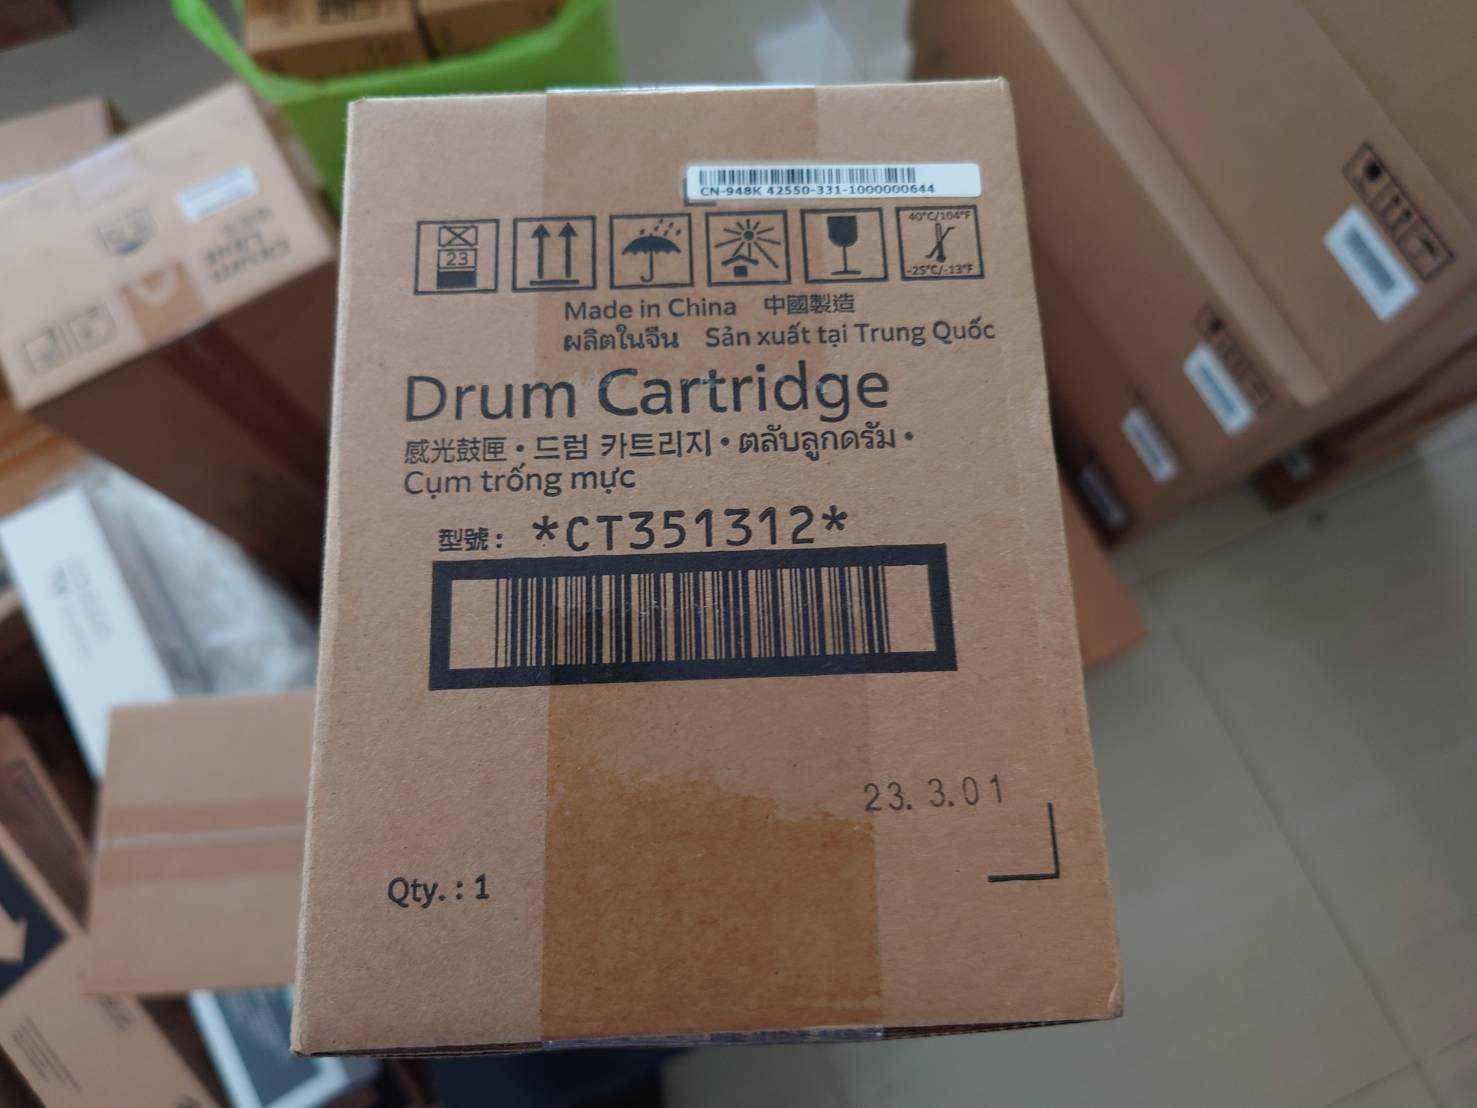 CN-948K 42550-331-1000000644
23
40°C/104°F
-25°C/-13°F
Made in China 中國製造
ผลิตในจีน Sản xuất tại Trung Quốc
Drum Cartridge
感光鼓匣・드럼 카트리지・ตลับลูกดรัม・
Cụm trống mực
型號： *CT351312*
23. 3.01
Qty. : 1